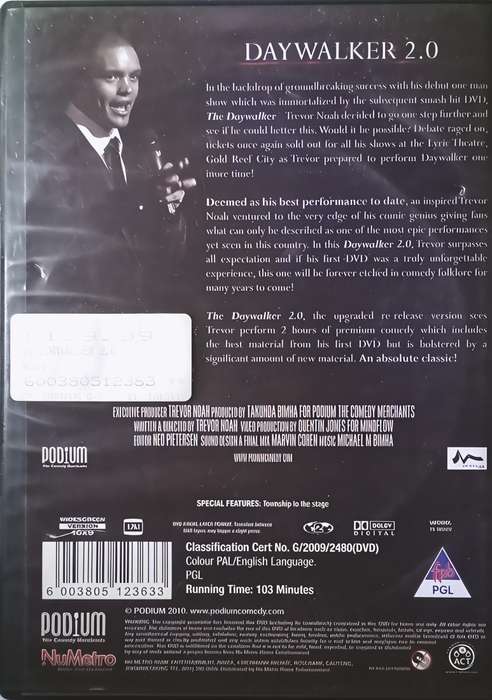 DAYWALKER 2.0
In the backdrop of groundbreaking success with his debut one man
show which was immortalized by the subsequent smash hit DVD,
The Daywalker Trevor Noah decided to go one step further and
see if he could better this. Would it be possible? Debate raged on,
tickets once again sold out for all his shows at the Lyric Theatre,
Gold Reef City as Trevor prepared to perform Daywalker one
more time!
Deemed as his best performance to date, an inspired Trevor
Noah ventured to the very edge of his comic genius giving fans
what can only be described as one of the most epic performances
yet seen in this country. In this Daywalker 2.0, Trevor surpasses
all expectation and if his first DVD was a truly unforgettable
experience, this one will be forever etched in comedy folklore for
many years to come!
The Daywalker 2.0, the upgraded re release version sees
Trevor perform 2 hours of premium comedy which includes
the best material from his first DVD but is bolstered by a
significant amount of new material. An absolute classic!
EXECUTIVE PRODUCER TREVOR NOAH PRODUCED BY TAKUNDA BIMHA FOR PODIUM THE COMEDY MERCHANTS
WRITTEN & DIRECTED BY TREVOR NOAH VIDEO PRODUCTION BY QUENTIN JONES FOR MINDFLOW
EDITOR NED PIETERSEN SOUND DESIGN & FINAL MIX MARVIN COHEN MUSIC MICHAEL M BIMHA
WWW.PODIUMCOMEDY.COM
PODIUM
The Comedy Merchants
SPECIAL FEATURES: Township to the stage
WIDESCREEN
VERSION
16X9
PAL
2
DOLBY
DIGITAL
Classification Cert No. G/2009/2480(DVD)
Colour PAL/English Language.
PGL
Running Time: 103 Minutes
6 003805 123633
fpb
PGL
© PODIUM 2010. www.podiumcomedy.com
PODIUM
The Comedy Merchants
NuMetro
ACT